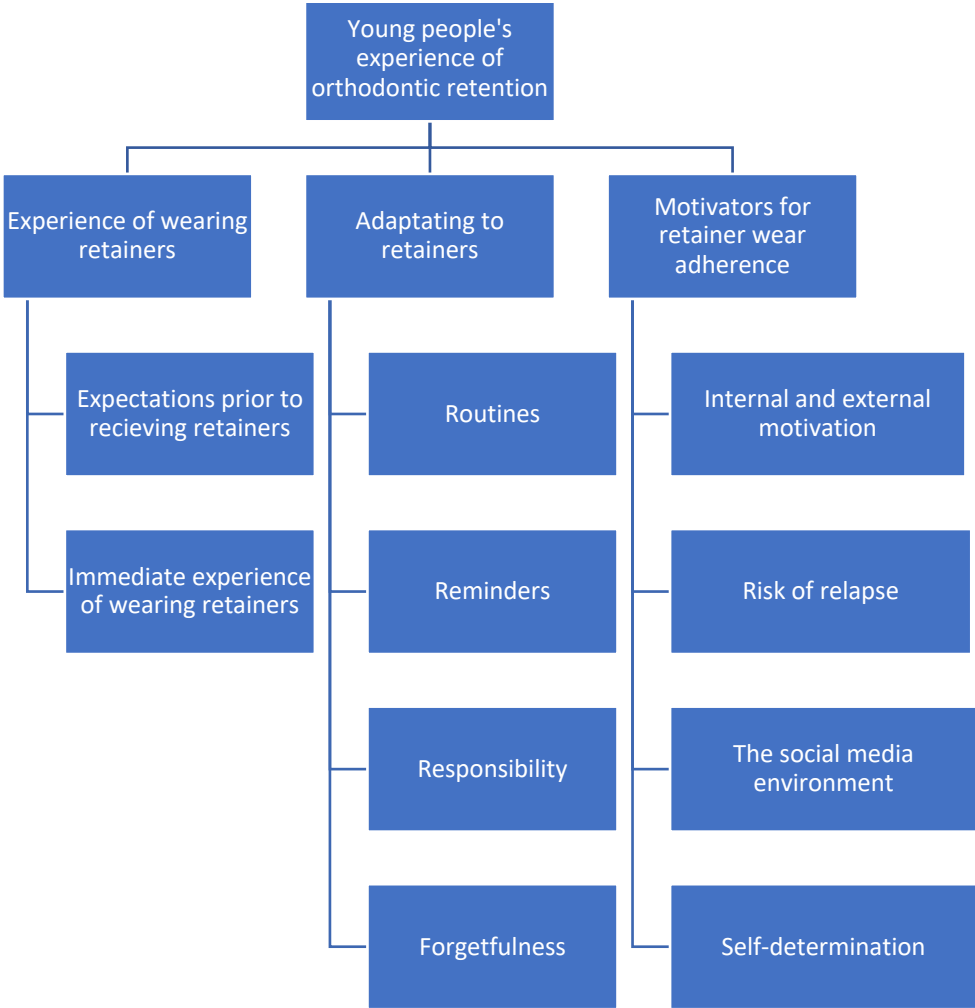 Young people's
experience of
orthodontic retention
Experience of wearing
retainers
Adaptating to
retainers
Motivators for
retainer wear
adherence
Expectations prior to
recieving retainers
Routines
Internal and external
motivation
Immediate experience
of wearing retainers
Reminders
Risk of relapse
Responsibility
The social media
environment
Forgetfulness
Self-determination